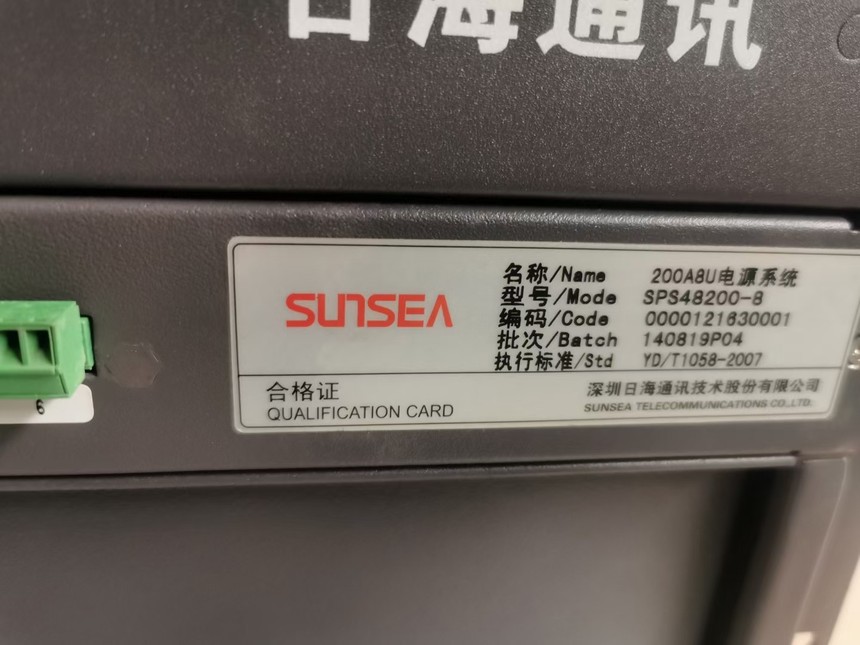 日海通讯
SUNSEA
名称/Name 200A8U电源系统
型号/Mode SPS48200-8
编码/Code 0000121630001
批次/Batch 140819P04
执行标准/Std YD/T1058-2007
合格证
QUALIFICATION CARD
深圳日海通讯技术股份有限公司
SUNSEA TELECOMMUNICATIONS CO.,LTD.
6